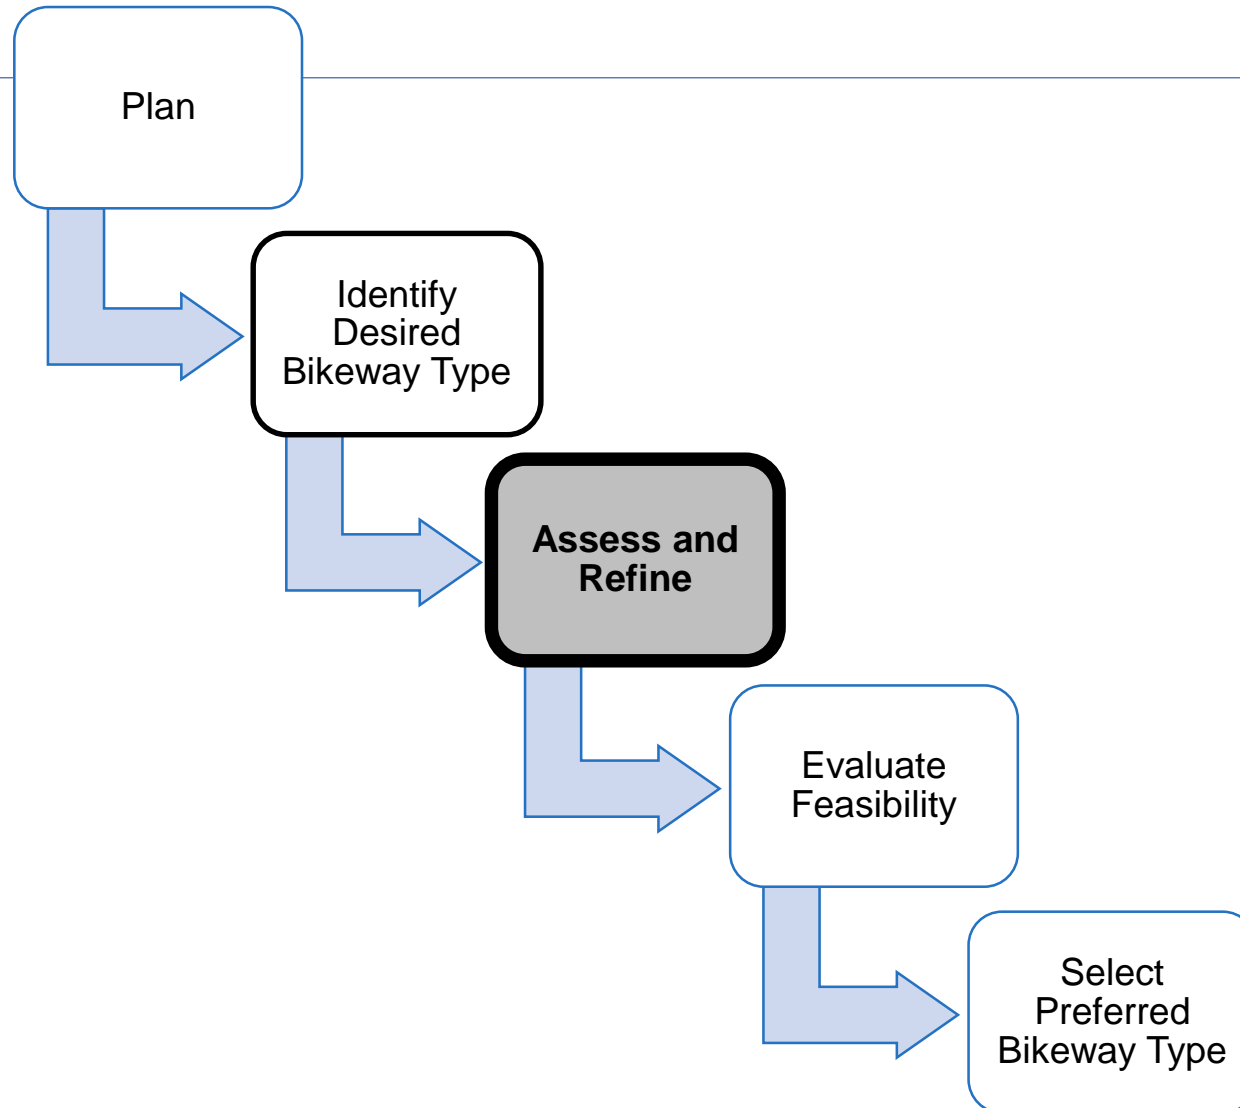 Plan
Identify
Desired
Bikeway Type
Assess and
Refine
Evaluate
Feasibility
Select
Preferred
Bikeway Type